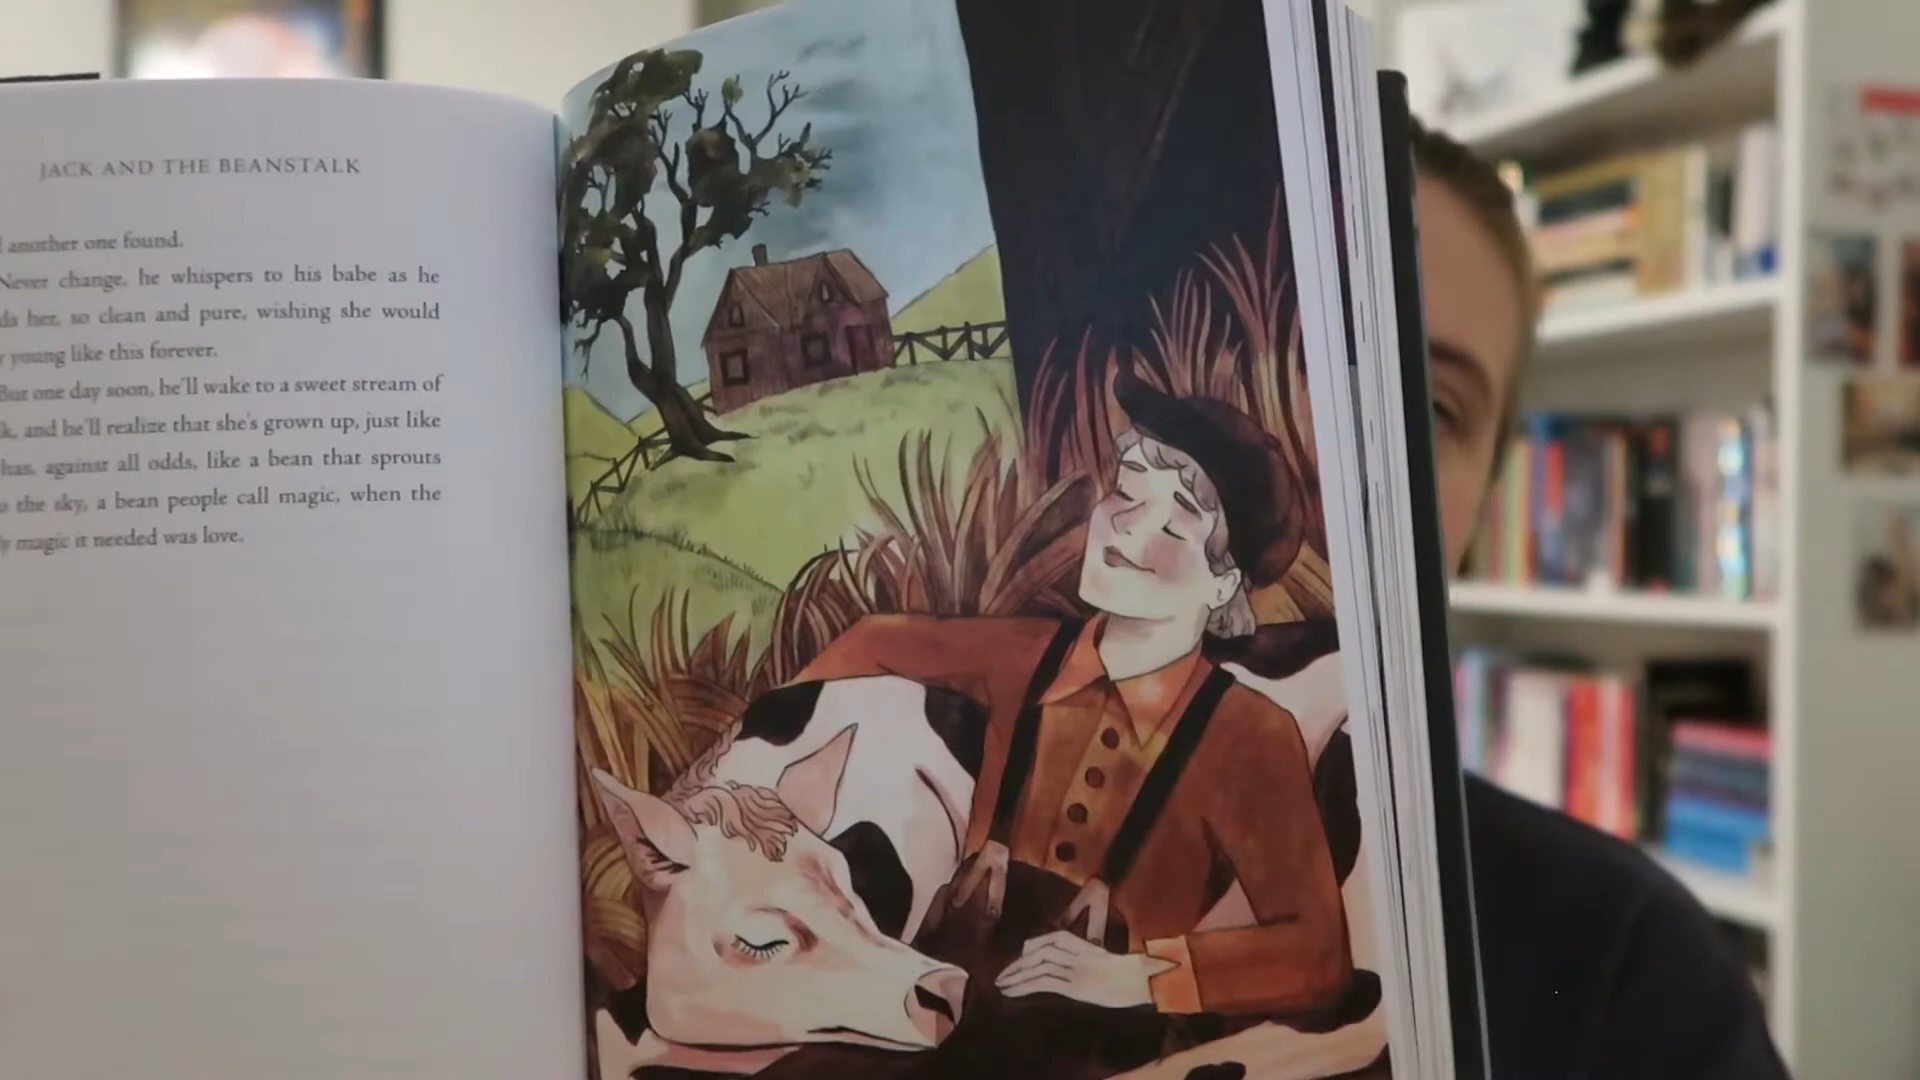 JACK AND THE BEANSTALK
another one found.
Never change, he whispers to his babe as he
her, so clean and pure, wishing she would
young like this forever.
But one day soon, he'll wake to a sweet stream of
and he'll realize that she's grown up, just like
has, against all odds, like a bean that sprouts
the sky, a bean people call magic, when the
magic it needed was love.